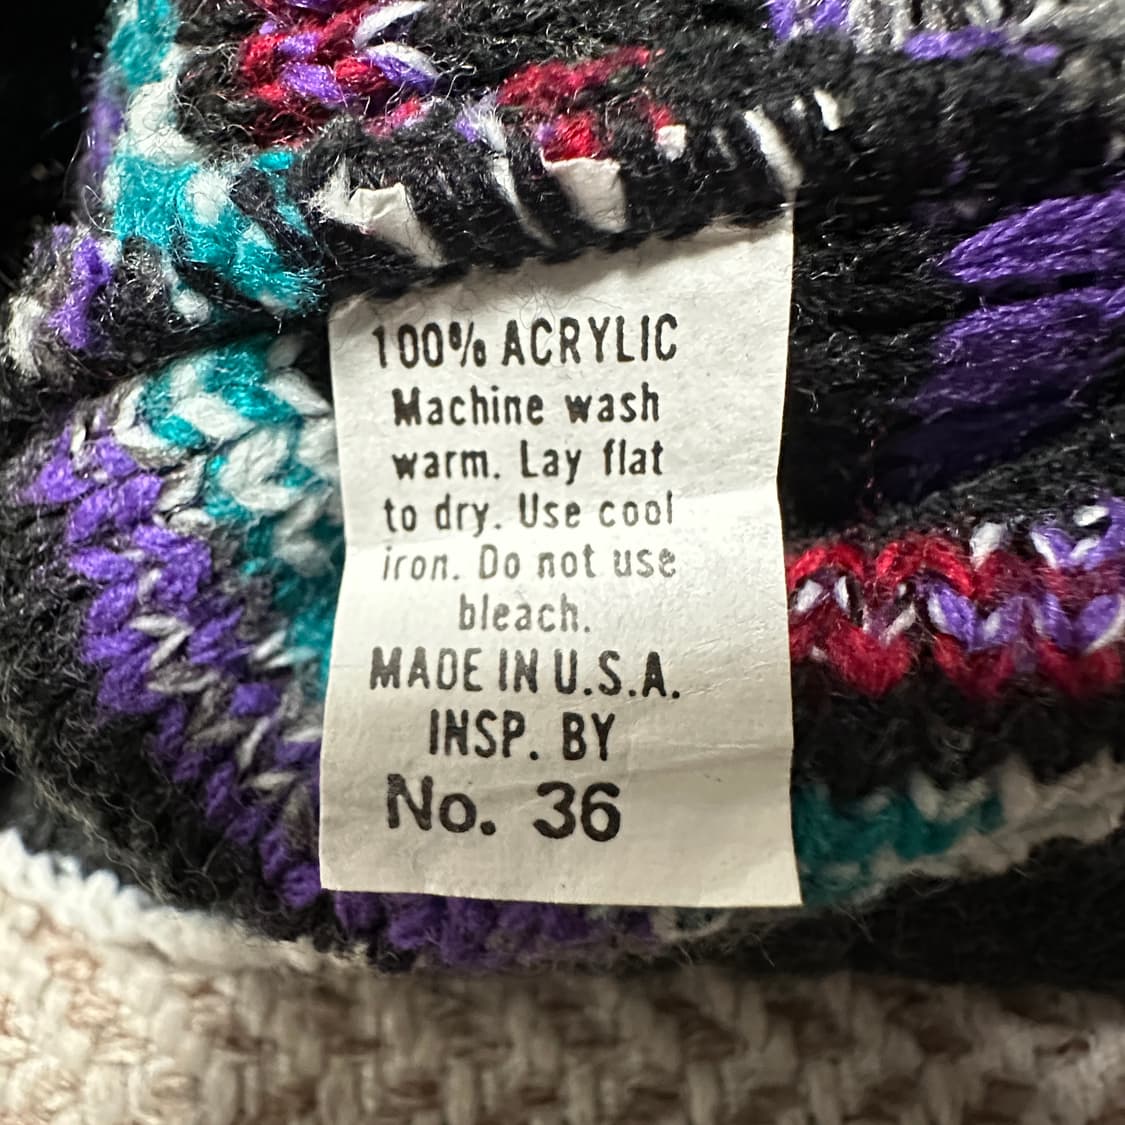 100% ACRYLIC
Machine wash
warm. Lay flat
to dry. Use cool
iron. Do not use
bleach.
MADE IN U.S.A.
INSP. BY
No. 36